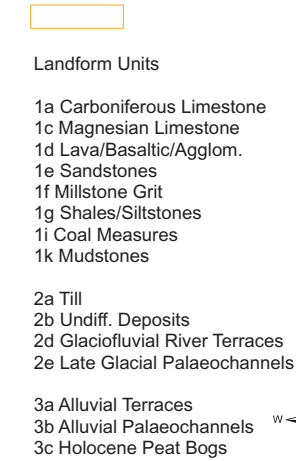 Landform Units
1a Carboniferous Limestone
1c Magnesian Limestone
1d Lava/Basaltic/Agglom.
1e Sandstones
1f Millstone Grit
1g Shales/Siltstones
1i Coal Measures
1k Mudstones
2a Till
2b Undiff. Deposits
2d Glaciofluvial River Terraces
2e Late Glacial Palaeochannels
3a Alluvial Terraces
3b Alluvial Palaeochannels
W
3c Holocene Peat Bogs